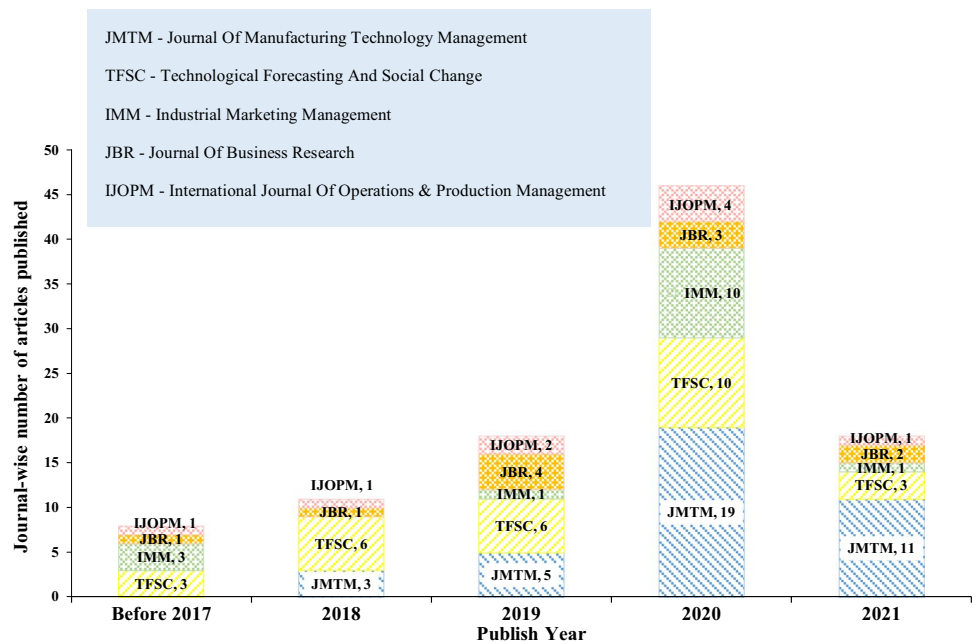 JMTM - Journal Of Manufacturing Technology Management
TFSC - Technological Forecasting And Social Change
IMM - Industrial Marketing Management
JBR - Journal Of Business Research
IJOPM - International Journal Of Operations & Production Management
Journal-wise number of articles published
50
45
40
35
30
25
20
15
10
5
0
IJOPM, 1
JBR, 1
IMM, 3
TFSC, 3
IJOPM, 1
JBR, 1
TFSC, 6
JMTM, 3
IJOPM, 2
JBR, 4
IMM, 1
TFSC, 6
JMTM, 5
IJOPM, 4
JBR, 3
IMM, 10
TFSC, 10
JMTM, 19
IJOPM, 1
JBR, 2
IMM, 1
TFSC, 3
JMTM, 11
Before 2017
2018
2019
2020
2021
Publish Year